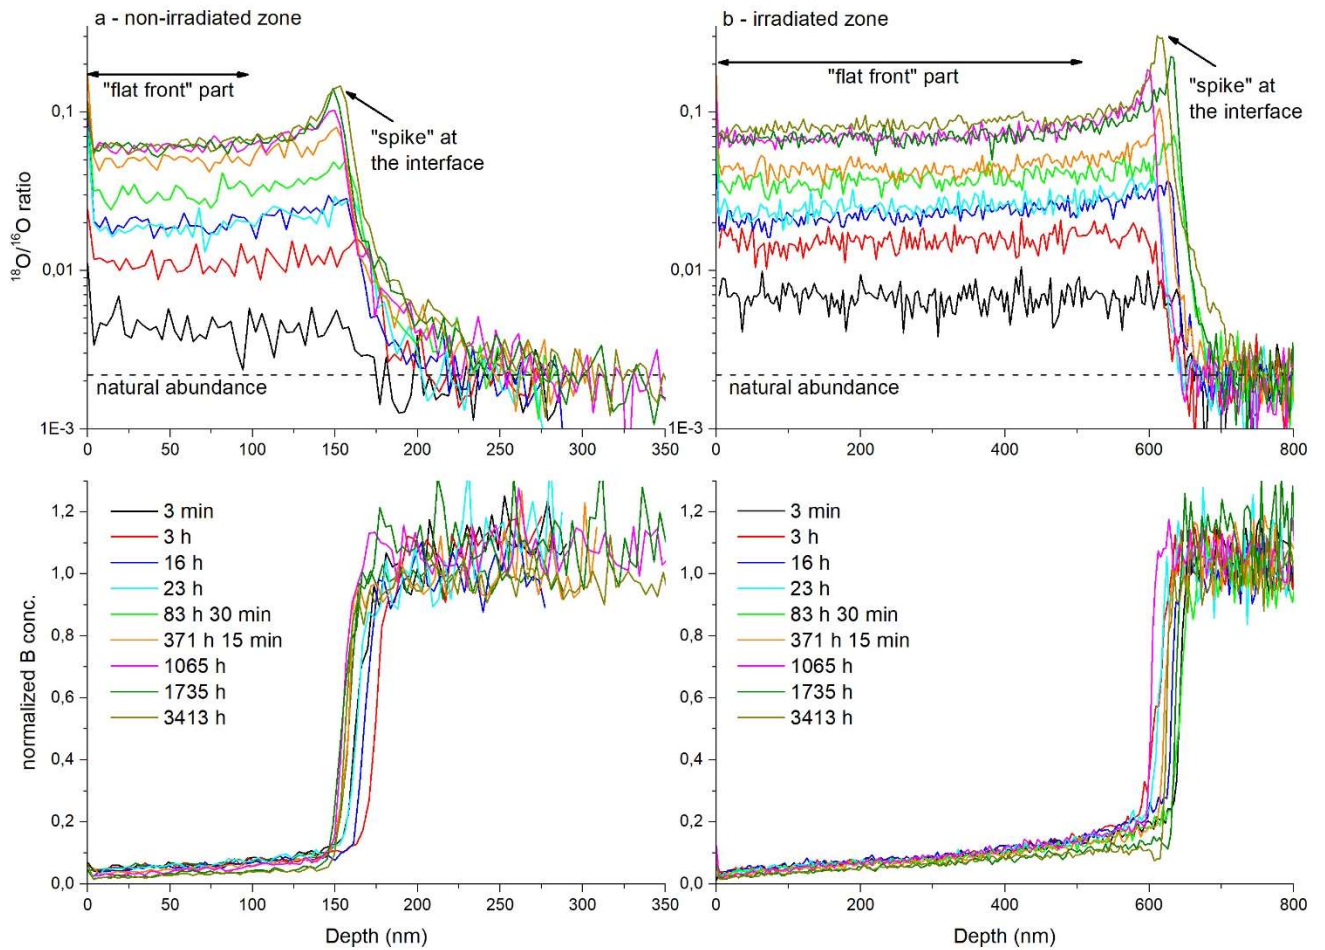 a - non-irradiated zone
"flat front" part
"spike" at
the interface
natural abundance
¹⁸O/¹⁶O ratio
0,1
0,01
1E-3
0 50 100 150 200 250 300 350
b - irradiated zone
"flat front" part
"spike" at
the interface
natural abundance
0,1
0,01
1E-3
0 200 400 600 800
normalized B conc.
1,2
1,0
0,8
0,6
0,4
0,2
0,0
3 min
3 h
16 h
23 h
83 h 30 min
371 h 15 min
1065 h
1735 h
3413 h
0 50 100 150 200 250 300 350
Depth (nm)
1,2
1,0
0,8
0,6
0,4
0,2
0,0
3 min
3 h
16 h
23 h
83 h 30 min
371 h 15 min
1065 h
1735 h
3413 h
0 200 400 600 800
Depth (nm)